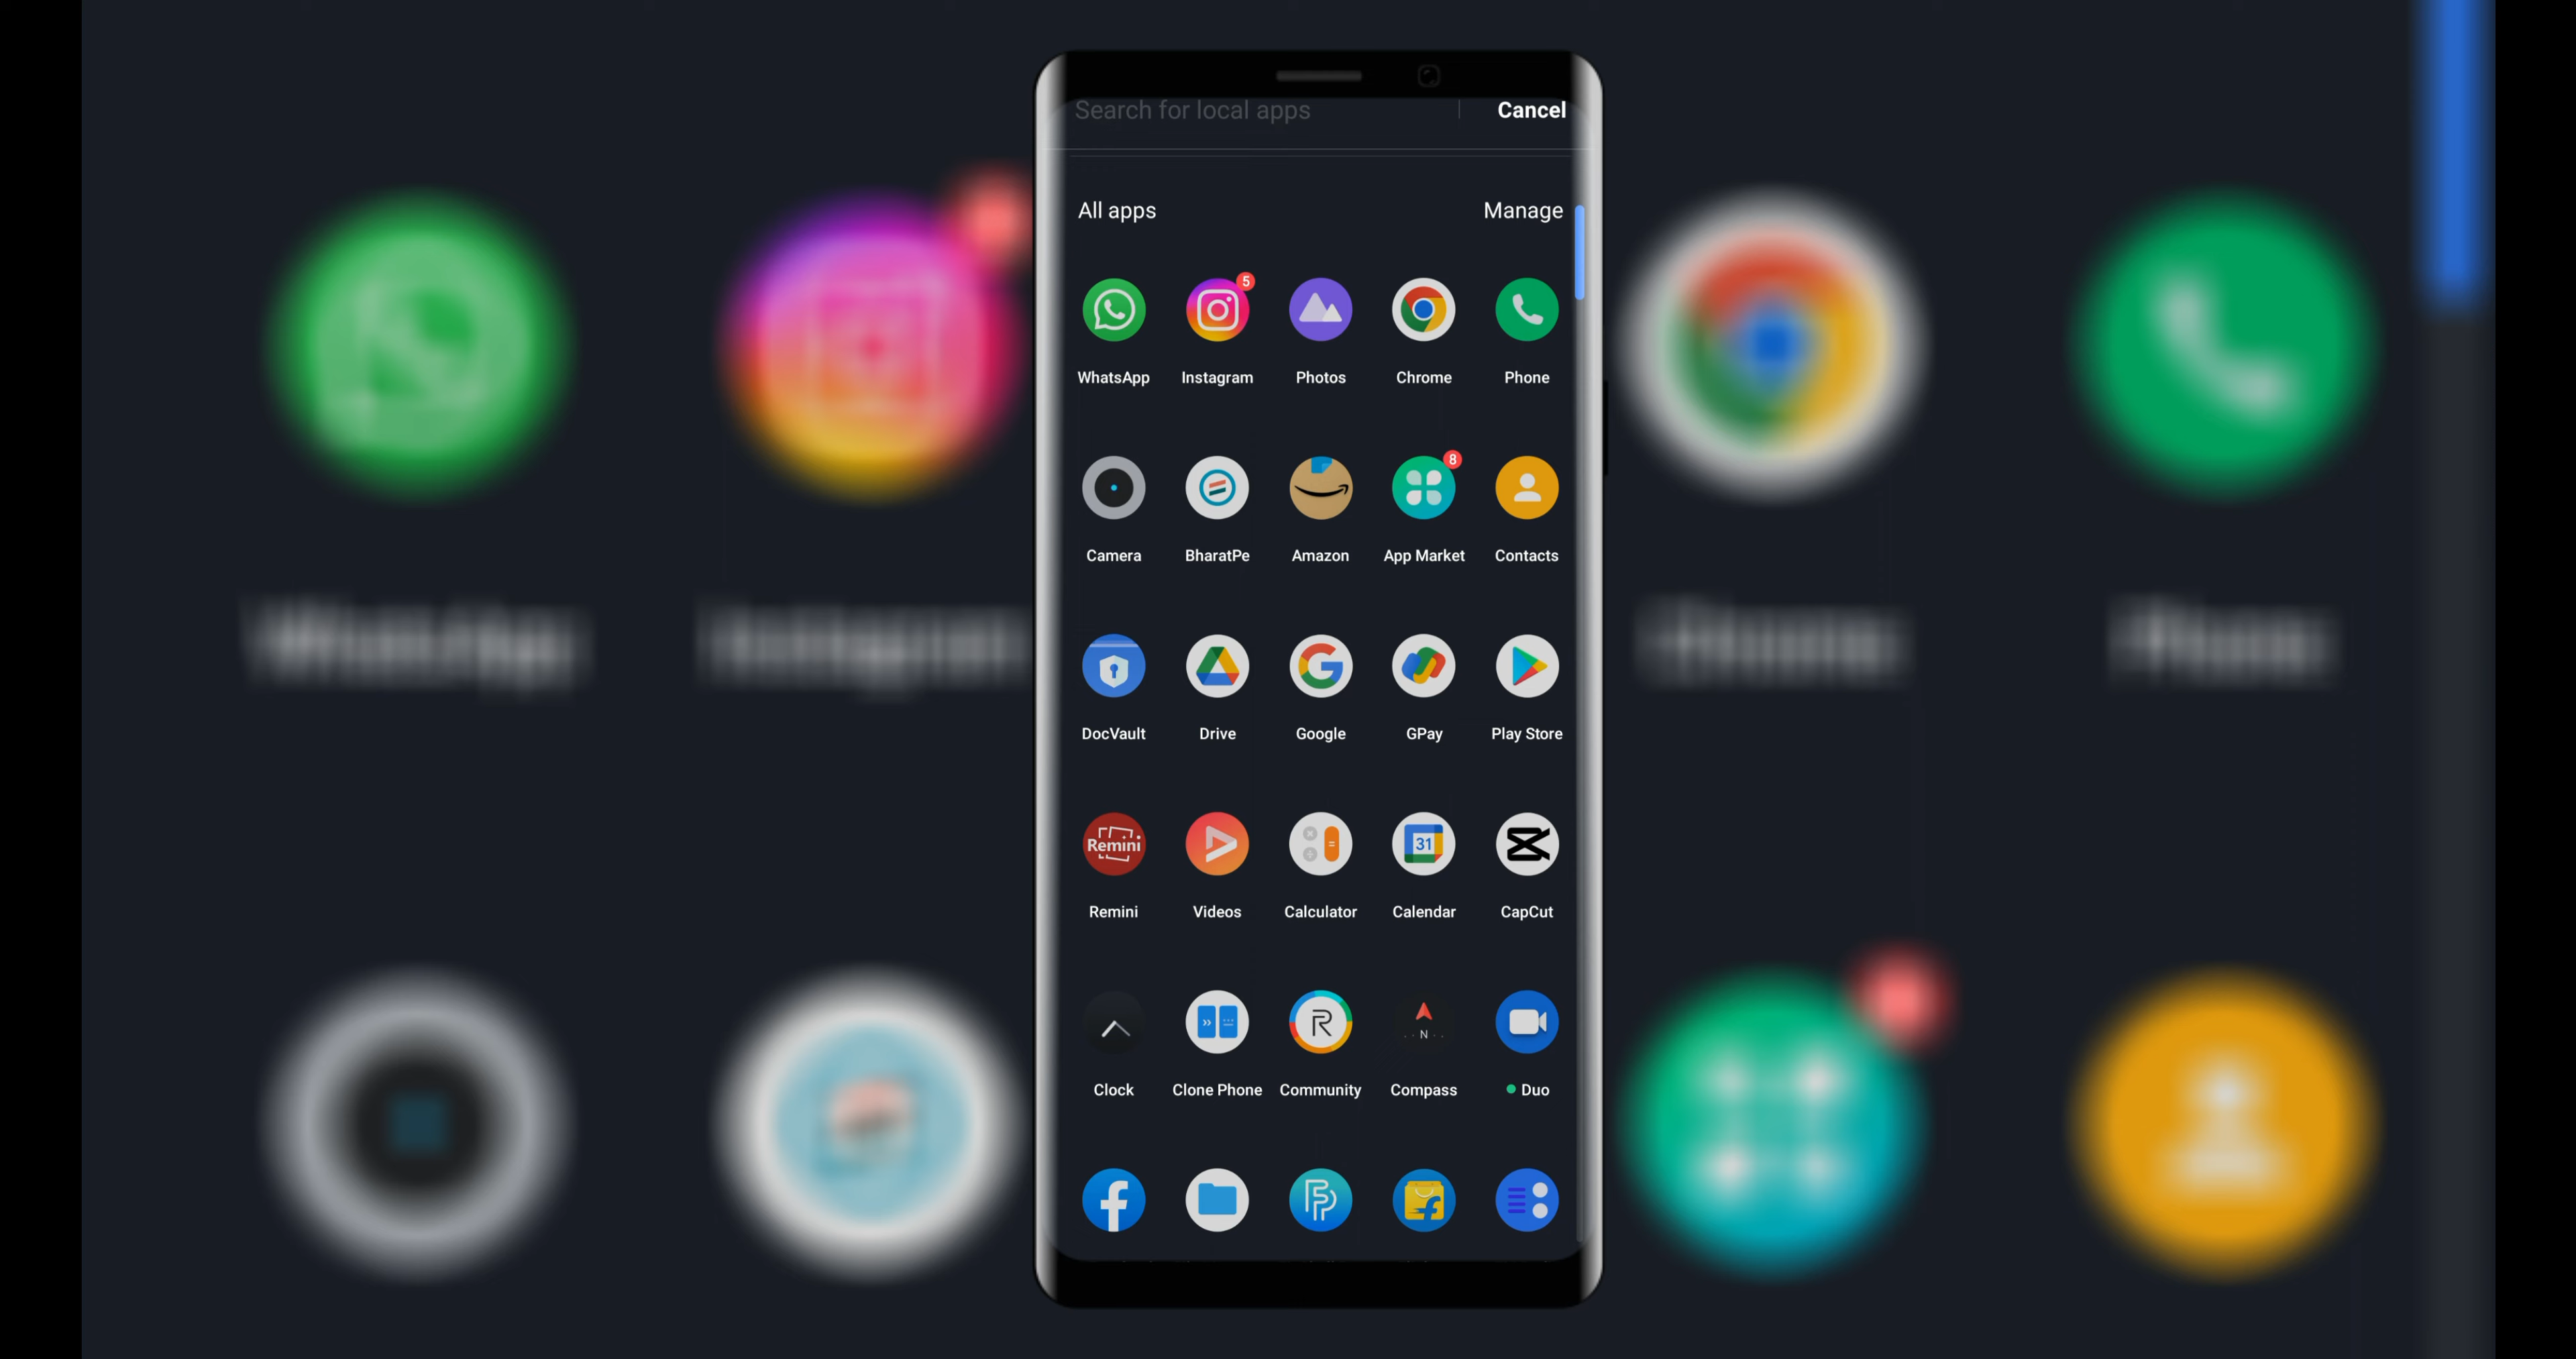 Search for local apps Cancel
All apps Manage
5
WhatsApp Instagram Photos Chrome Phone
8
Camera BharatPe Amazon App Market Contacts
DocVault Drive Google GPay Play Store
Remini 31
Remini Videos Calculator Calendar CapCut
N
Clock Clone Phone Community Compass Duo